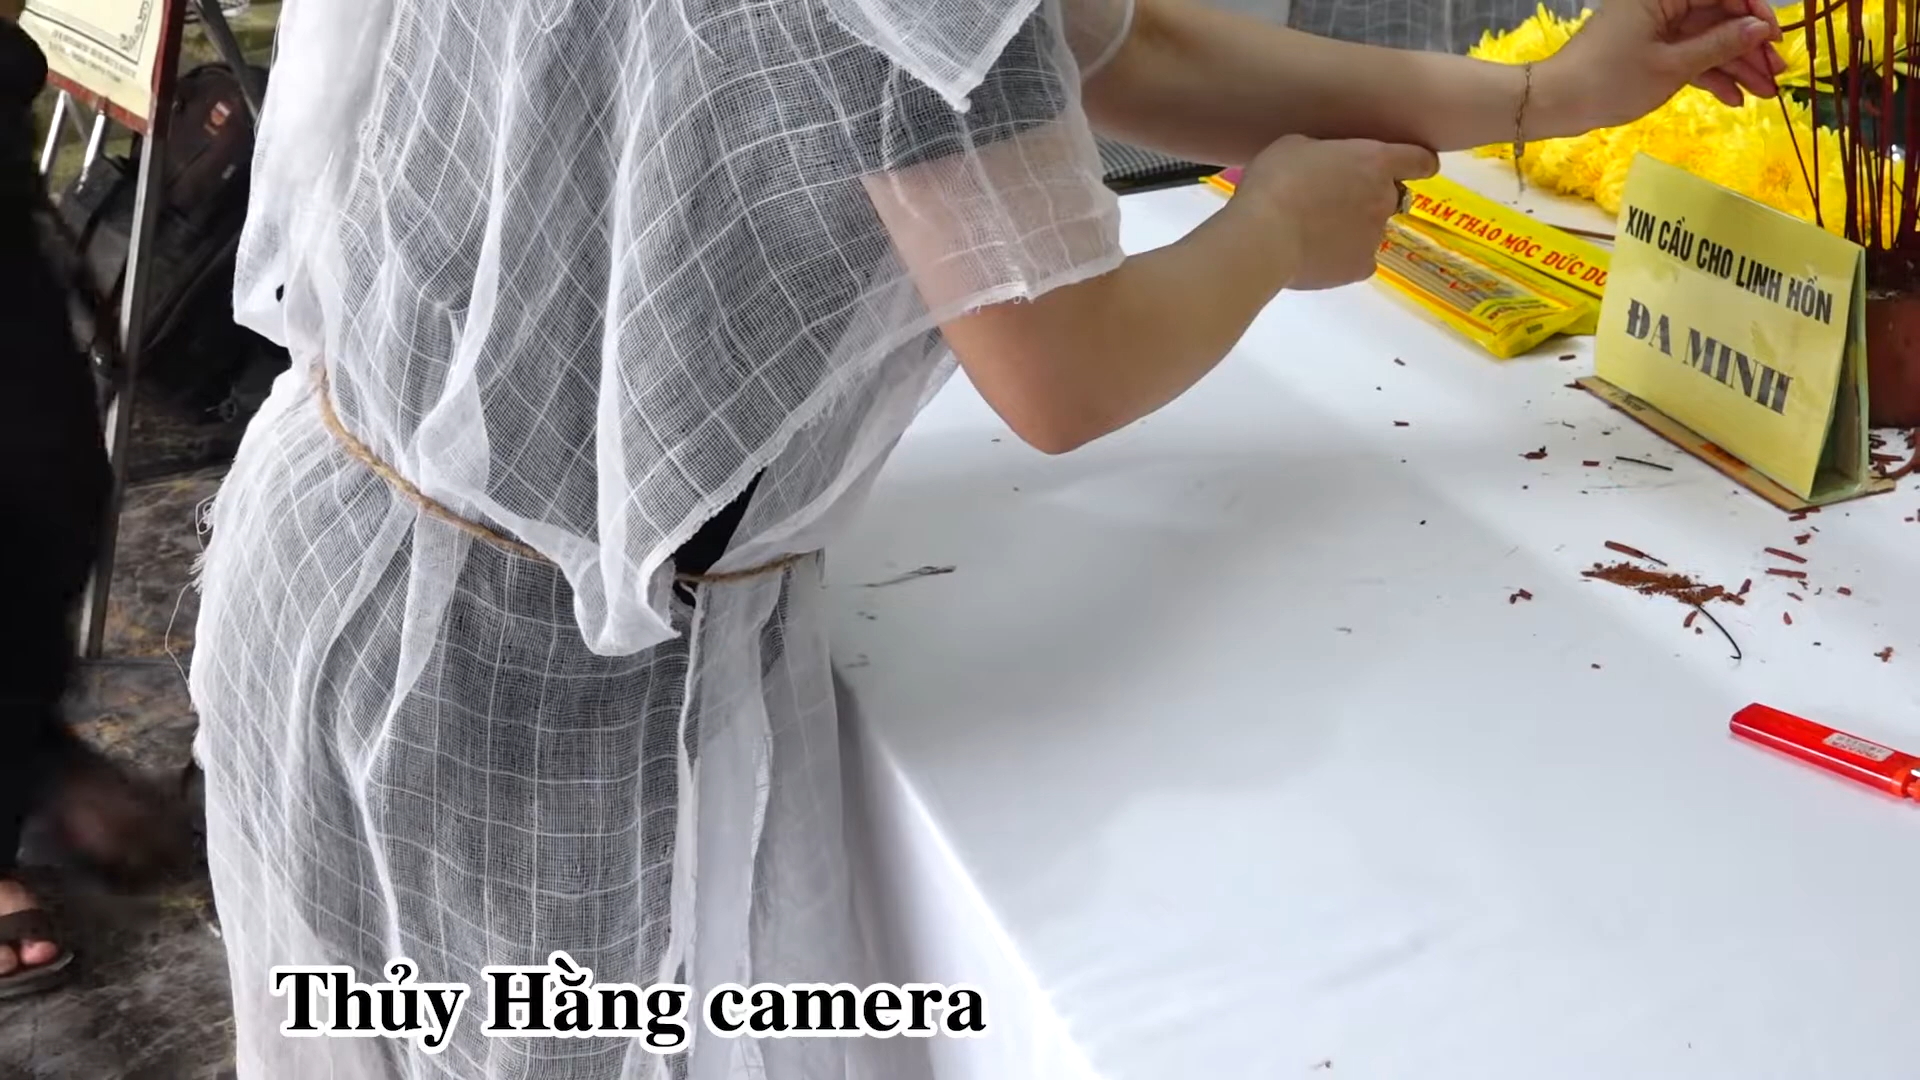 TRẦM THẢO MỘC ĐỨC
XIN CẦU CHO LINH HỒN
ĐA MINH
Thủy Hằng camera